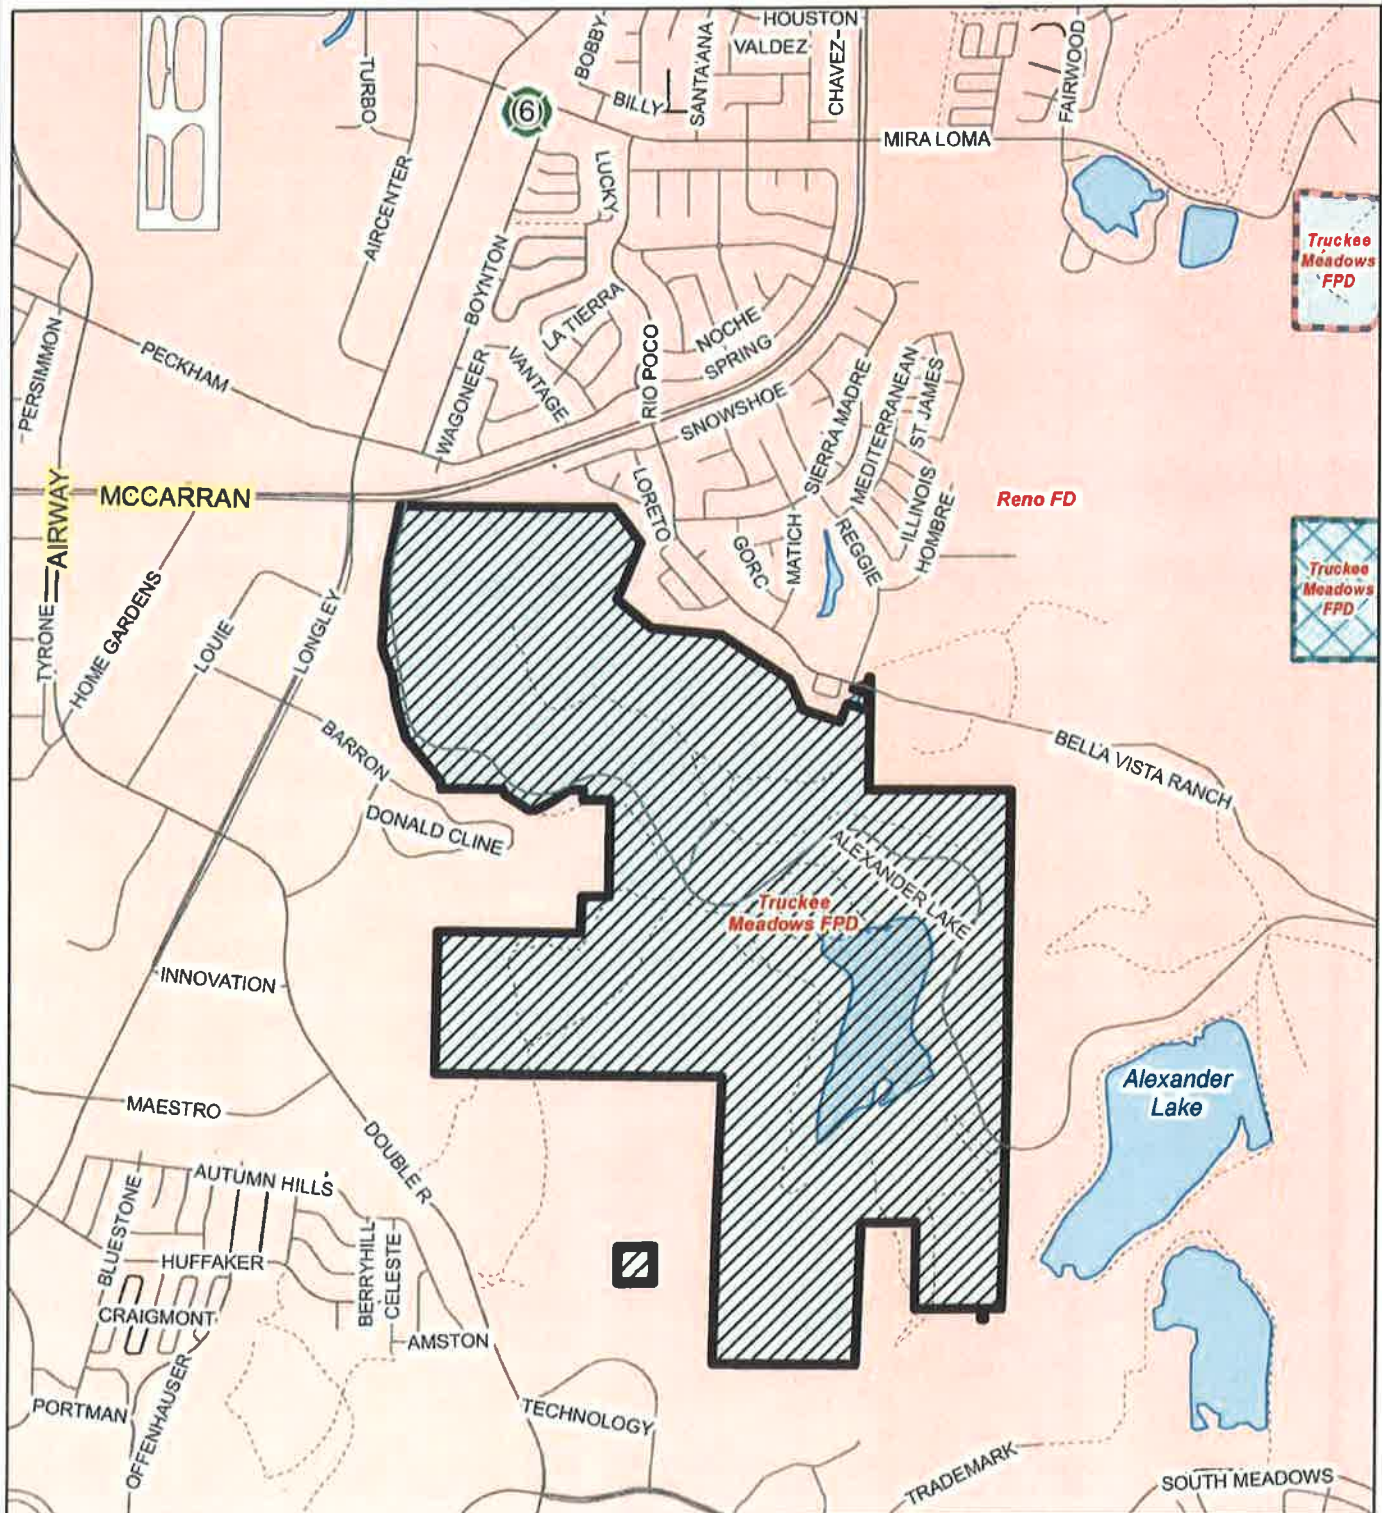 HOUSTON
VALDEZ
BOBBY
SANTA ANA
CHAVEZ
FAIRWOOD
TURBO
6
BILLY
MIRA LOMA
LUCKY
AIRCENTER
Truckee
Meadows
FPD
BOYNTON
LA TIERRA
PERSIMMON
PECKHAM
NOCHE
SPRING
VANTAGE
WAGONEER
RIO POCO
SNOWSHOE
SIERRA MADRE
MEDITERRANEAN
ST JAMES
AIRWAY
MCCARRAN
LORETO
ILLINOIS
HOMBRE
Reno FD
GORC
MATICH
REGGIE
Truckee
Meadows
FPD
TYRONE
HOME GARDENS
LOUIE
LONGLEY
BARRON
BELLA VISTA RANCH
DONALD CLINE
ALEXANDER LAKE
Truckee
Meadows FPD
INNOVATION
Alexander
Lake
MAESTRO
DOUBLE R
AUTUMN HILLS
BLUESTONE
HUFFAKER
BERRYHILL
CELESTE
CRAIGMONT
AMSTON
PORTMAN
OFFENHAUSER
TECHNOLOGY
TRADEMARK
SOUTH MEADOWS